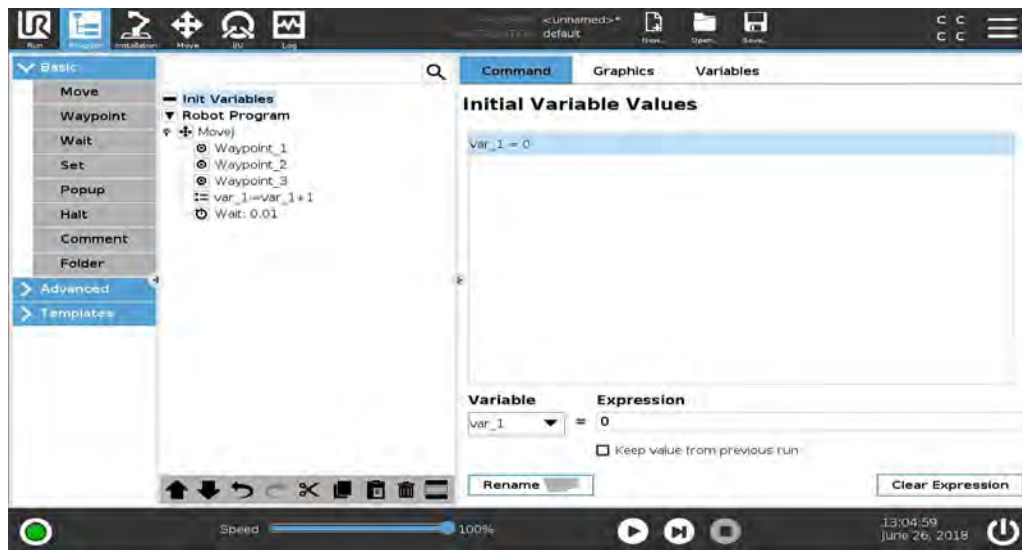 UR
<unnamed>*
default
Run Program Installation Move I/O Log
New... Open... Save...
C C
C C
Basic
Move
Waypoint
Wait
Set
Popup
Halt
Comment
Folder
Advanced
Templates
Init Variables
Robot Program
MoveJ
Waypoint_1
Waypoint_2
Waypoint_3
var_1:=var_1+1
Wait: 0.01
Command Graphics Variables
Initial Variable Values
var_1 = 0
Variable Expression
var_1 = 0
Keep value from previous run
Rename
Clear Expression
Speed 100%
13:04:59
June 26, 2018